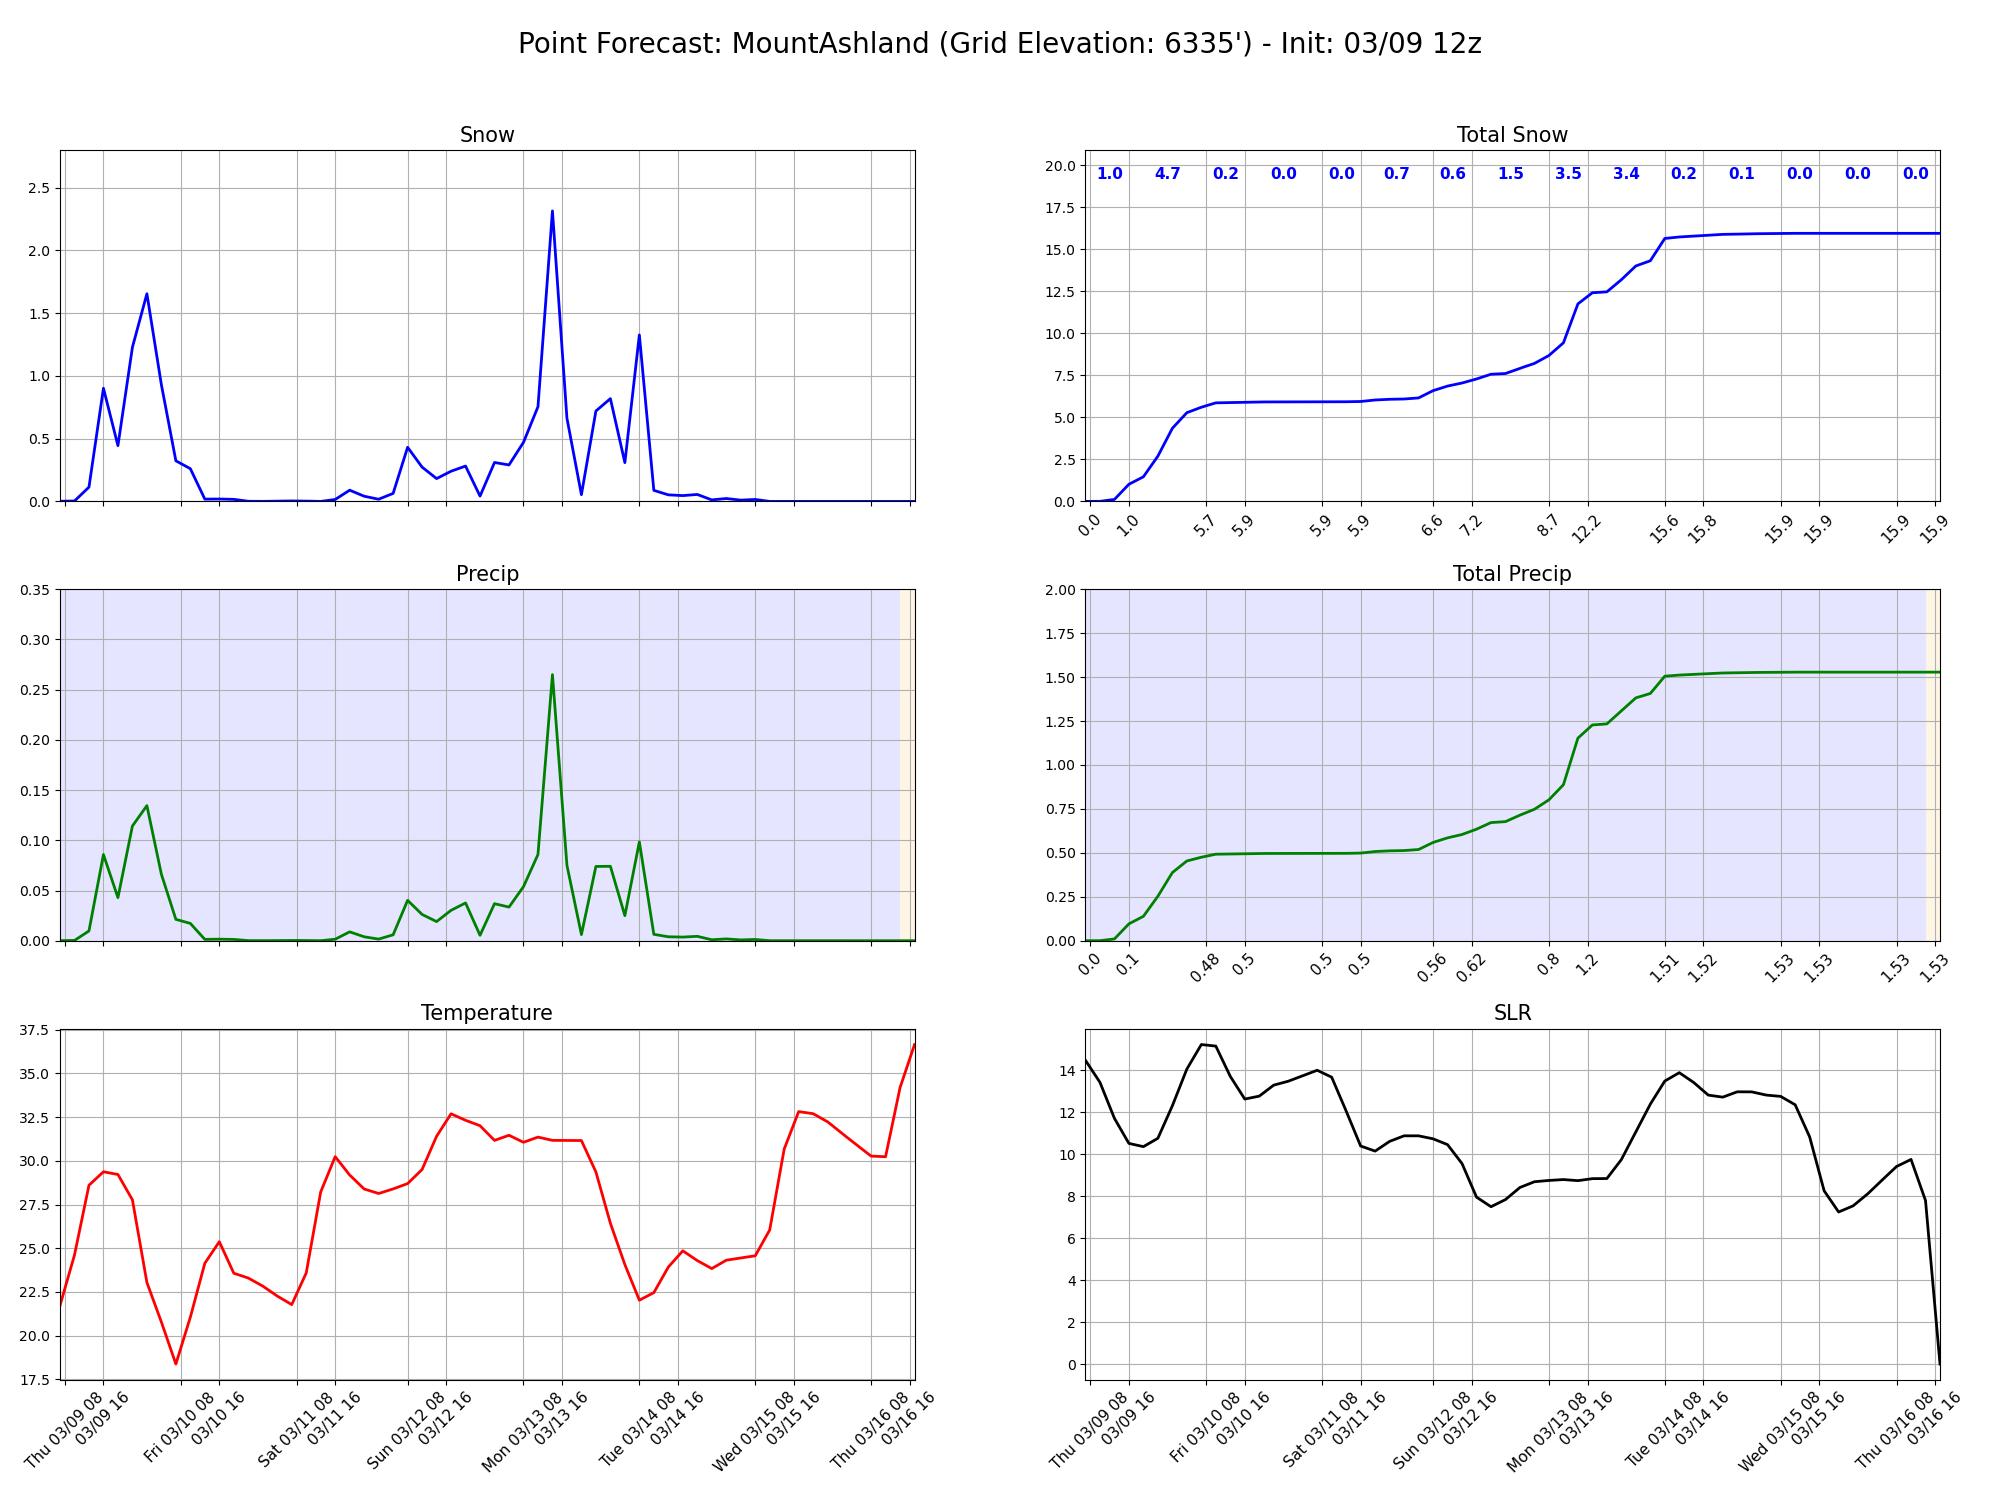 Point Forecast: MountAshland (Grid Elevation: 6335') - Init: 03/09 12z
Snow
2.5
2.0
1.5
1.0
0.5
0.0
Total Snow
20.0
17.5
15.0
12.5
10.0
7.5
5.0
2.5
0.0
1.0 4.7 0.2 0.0 0.0 0.7 0.6 1.5 3.5 3.4 0.2 0.1 0.0 0.0 0.0
0.0 1.0 5.7 5.9 5.9 5.9 6.6 7.2 8.7 12.2 15.6 15.8 15.9 15.9 15.9 15.9
Precip
0.35
0.30
0.25
0.20
0.15
0.10
0.05
0.00
Total Precip
2.00
1.75
1.50
1.25
1.00
0.75
0.50
0.25
0.00
0.0 0.1 0.48 0.5 0.5 0.5 0.56 0.62 0.8 1.2 1.51 1.52 1.53 1.53 1.53 1.53
Temperature
37.5
35.0
32.5
30.0
27.5
25.0
22.5
20.0
17.5
Thu 03/09 08
03/09 16
Fri 03/10 08
03/10 16
Sat 03/11 08
03/11 16
Sun 03/12 08
03/12 16
Mon 03/13 08
03/13 16
Tue 03/14 08
03/14 16
Wed 03/15 08
03/15 16
Thu 03/16 08
03/16 16
SLR
14
12
10
8
6
4
2
0
Thu 03/09 08
03/09 16
Fri 03/10 08
03/10 16
Sat 03/11 08
03/11 16
Sun 03/12 08
03/12 16
Mon 03/13 08
03/13 16
Tue 03/14 08
03/14 16
Wed 03/15 08
03/15 16
Thu 03/16 08
03/16 16